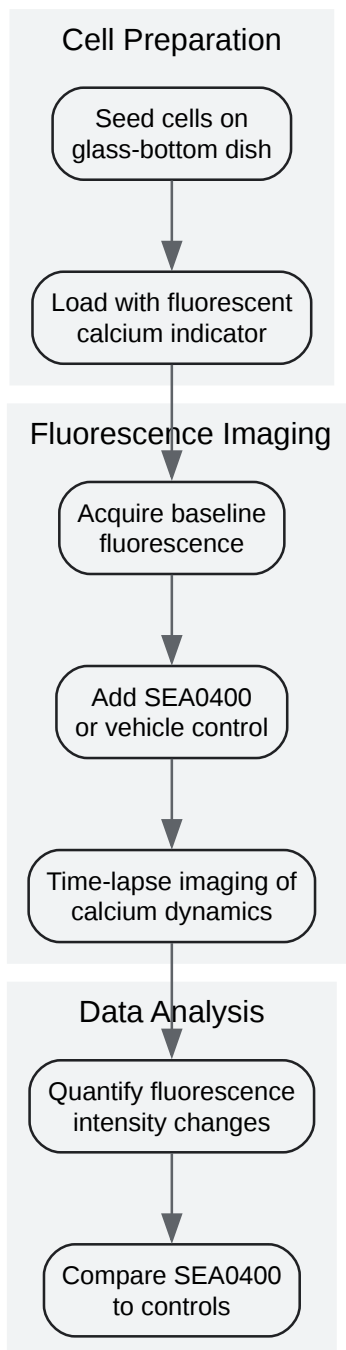 Cell Preparation
Seed cells on
glass-bottom dish
Load with fluorescent
calcium indicator
Fluorescence Imaging
Acquire baseline
fluorescence
Add SEA0400
or vehicle control
Time-lapse imaging of
calcium dynamics
Data Analysis
Quantify fluorescence
intensity changes
Compare SEA0400
to controls